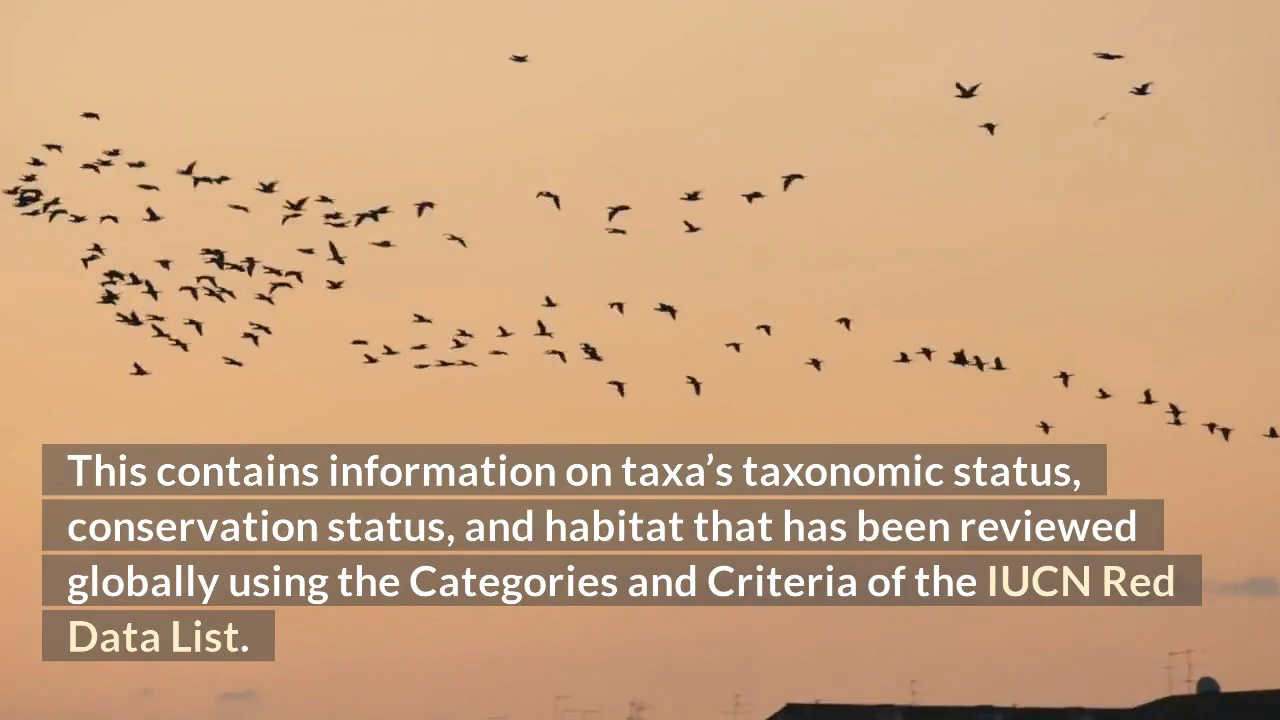 This contains information on taxa’s taxonomic status,
conservation status, and habitat that has been reviewed
globally using the Categories and Criteria of the IUCN Red
Data List.